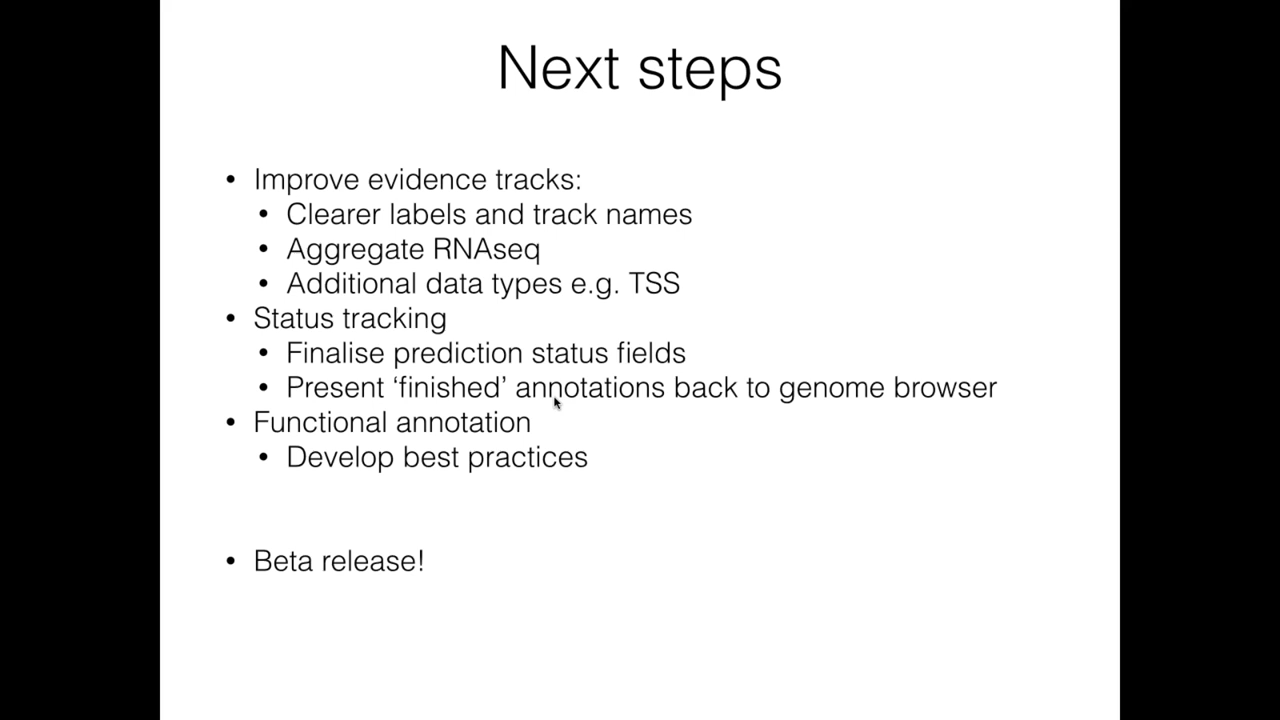 Next steps
• Improve evidence tracks:
• Clearer labels and track names
• Aggregate RNAseq
• Additional data types e.g. TSS
• Status tracking
• Finalise prediction status fields
• Present ‘finished’ annotations back to genome browser
• Functional annotation
• Develop best practices
• Beta release!